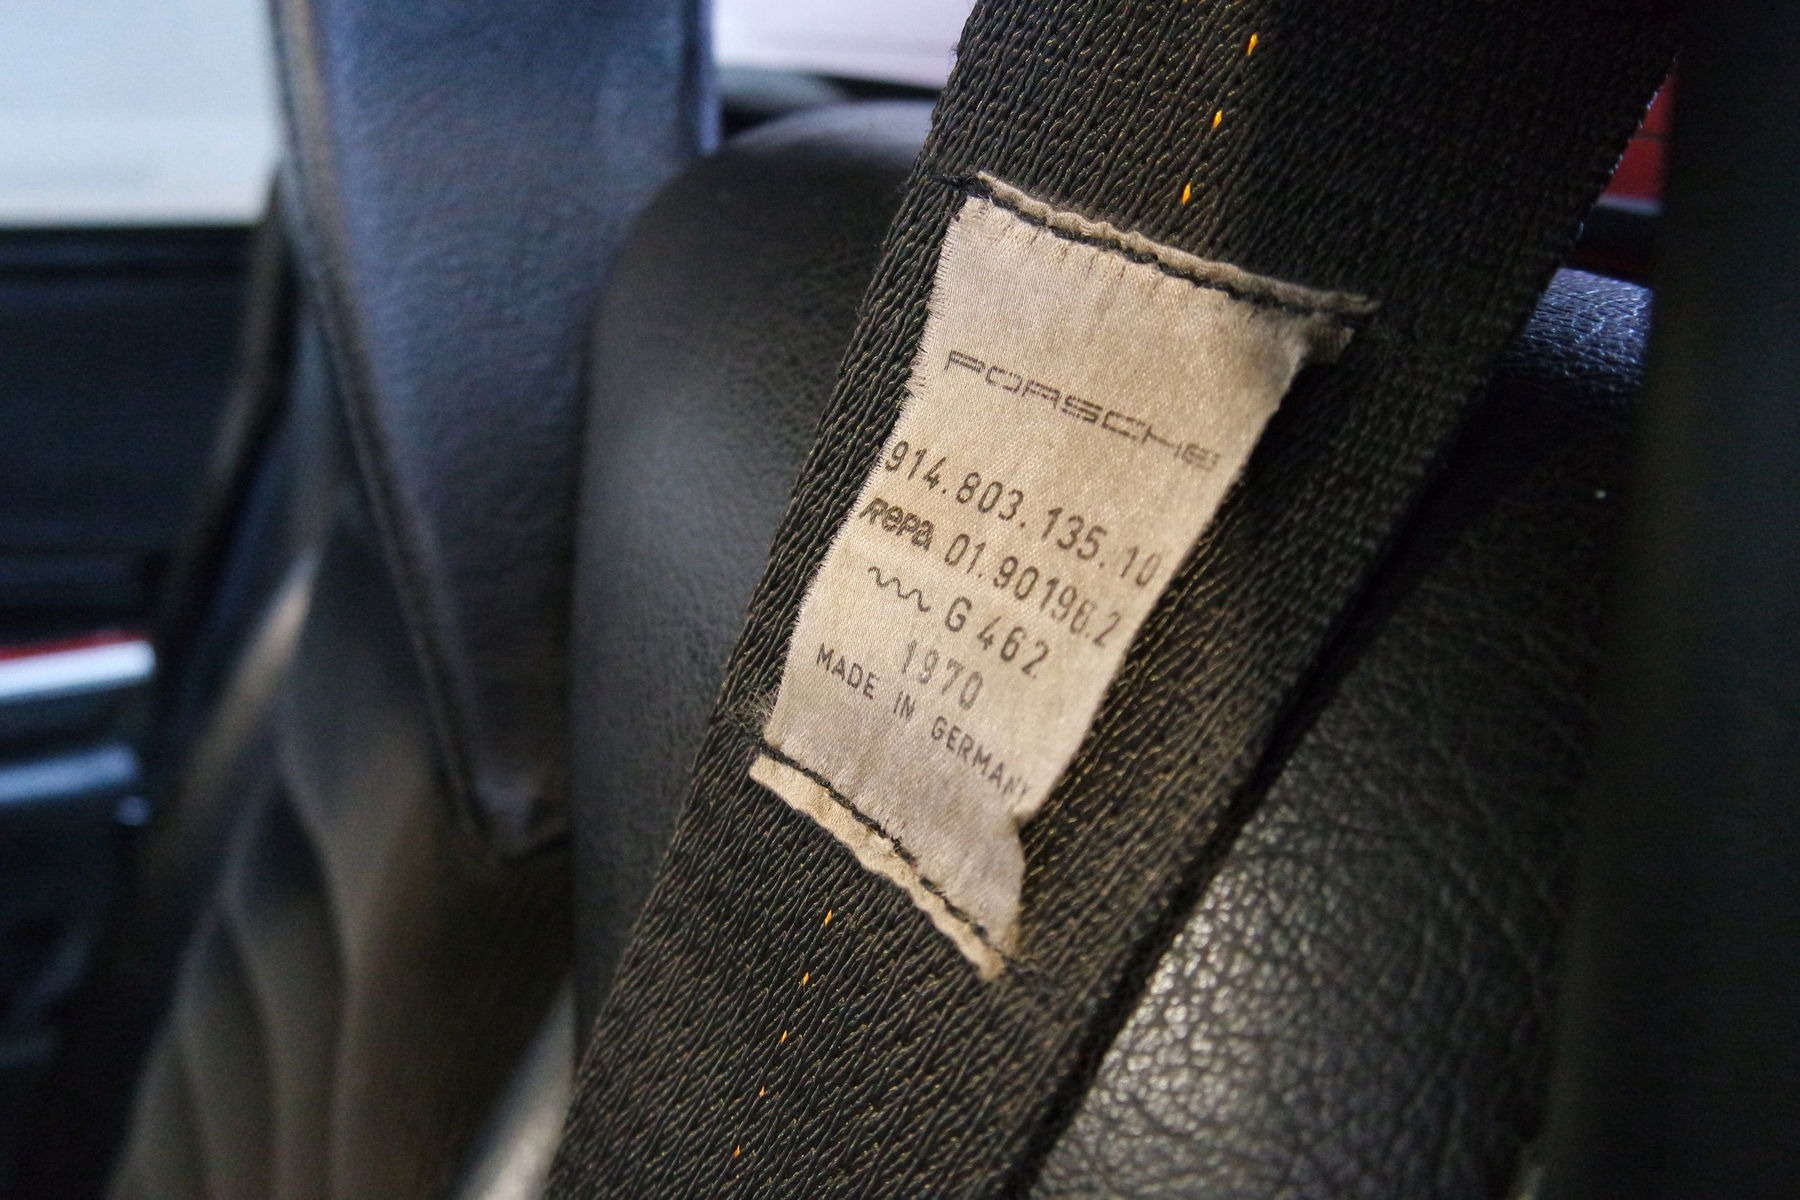 PORSCHE
914.803.135.10
Repa 01.90196.2
G 462
1970
MADE IN GERMANY